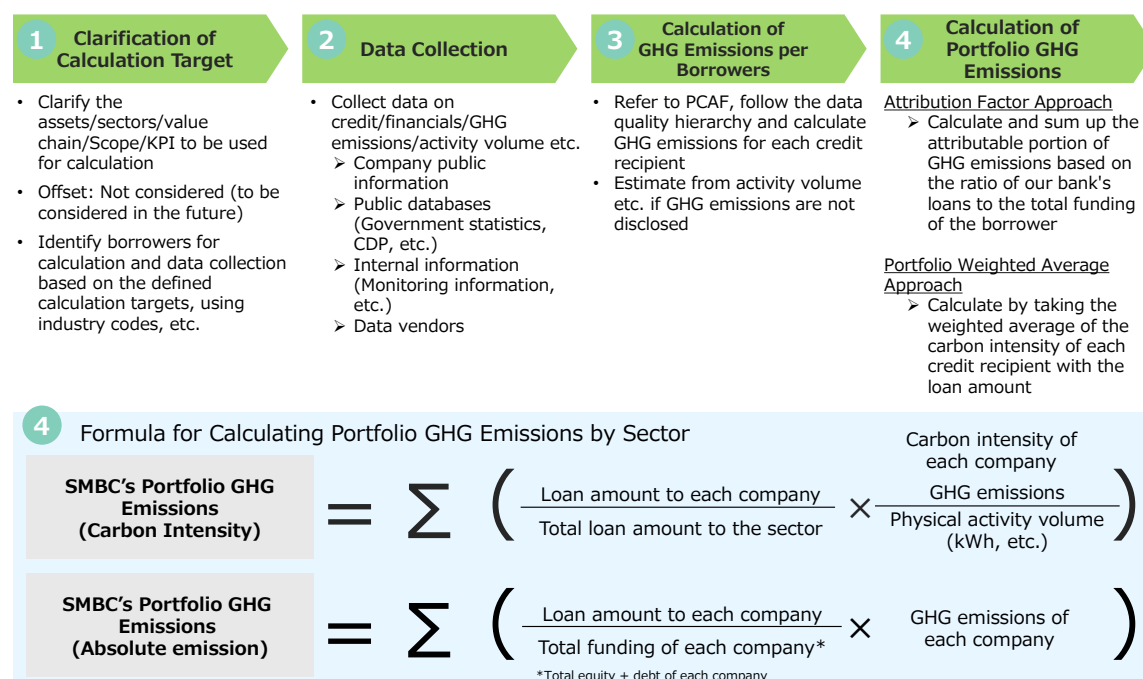 1
Clarification of
Calculation Target
2
Data Collection
3
Calculation of
GHG Emissions per
Borrowers
4
Calculation of
Portfolio GHG
Emissions
• Clarify the
assets/sectors/value
chain/Scope/KPI to be used
for calculation
• Offset: Not considered (to be
considered in the future)
• Identify borrowers for
calculation and data collection
based on the defined
calculation targets, using
industry codes, etc.
• Collect data on
credit/financials/GHG
emissions/activity volume etc.
➢ Company public
information
➢ Public databases
(Government statistics,
CDP, etc.)
➢ Internal information
(Monitoring information,
etc.)
➢ Data vendors
• Refer to PCAF, follow the data
quality hierarchy and calculate
GHG emissions for each credit
recipient
• Estimate from activity volume
etc. if GHG emissions are not
disclosed
Attribution Factor Approach
➢ Calculate and sum up the
attributable portion of
GHG emissions based on
the ratio of our bank's
loans to the total funding
of the borrower
Portfolio Weighted Average
Approach
➢ Calculate by taking the
weighted average of the
carbon intensity of each
credit recipient with the
loan amount
4
Formula for Calculating Portfolio GHG Emissions by Sector
SMBC’s Portfolio GHG
Emissions
(Carbon Intensity)
=
Σ
(
Loan amount to each company
Total loan amount to the sector
×
Carbon intensity of
each company
GHG emissions
Physical activity volume
(kWh, etc.)
)
SMBC’s Portfolio GHG
Emissions
(Absolute emission)
=
Σ
(
Loan amount to each company
Total funding of each company*
×
GHG emissions of
each company
)
*Total equity + debt of each company